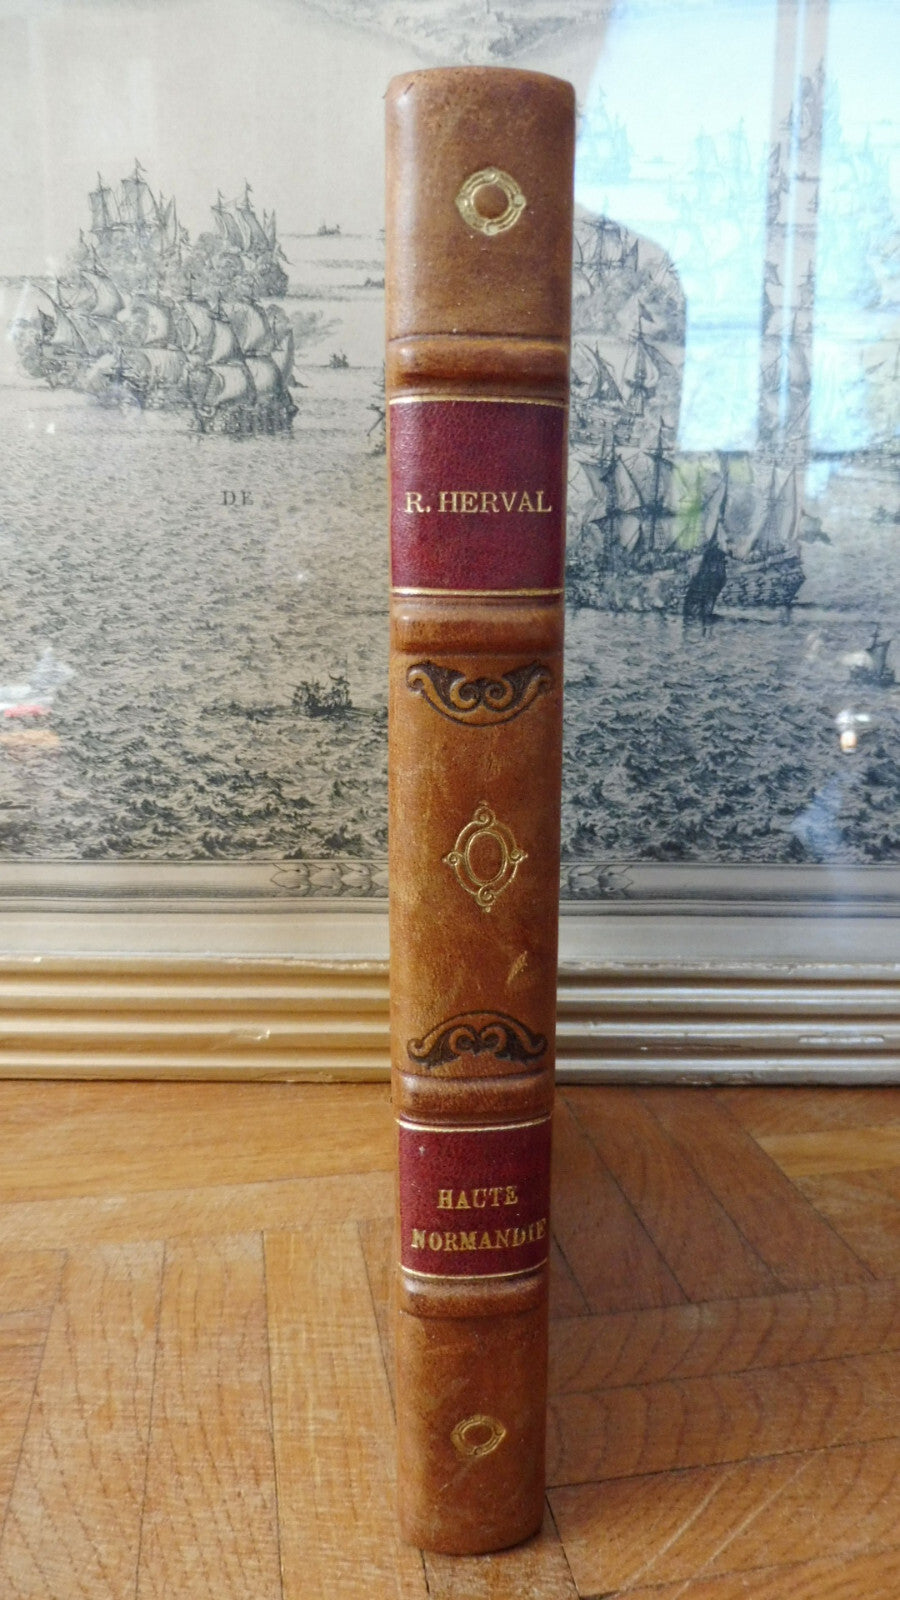 DE
R. HERVAL
HAUTE
NORMANDIE